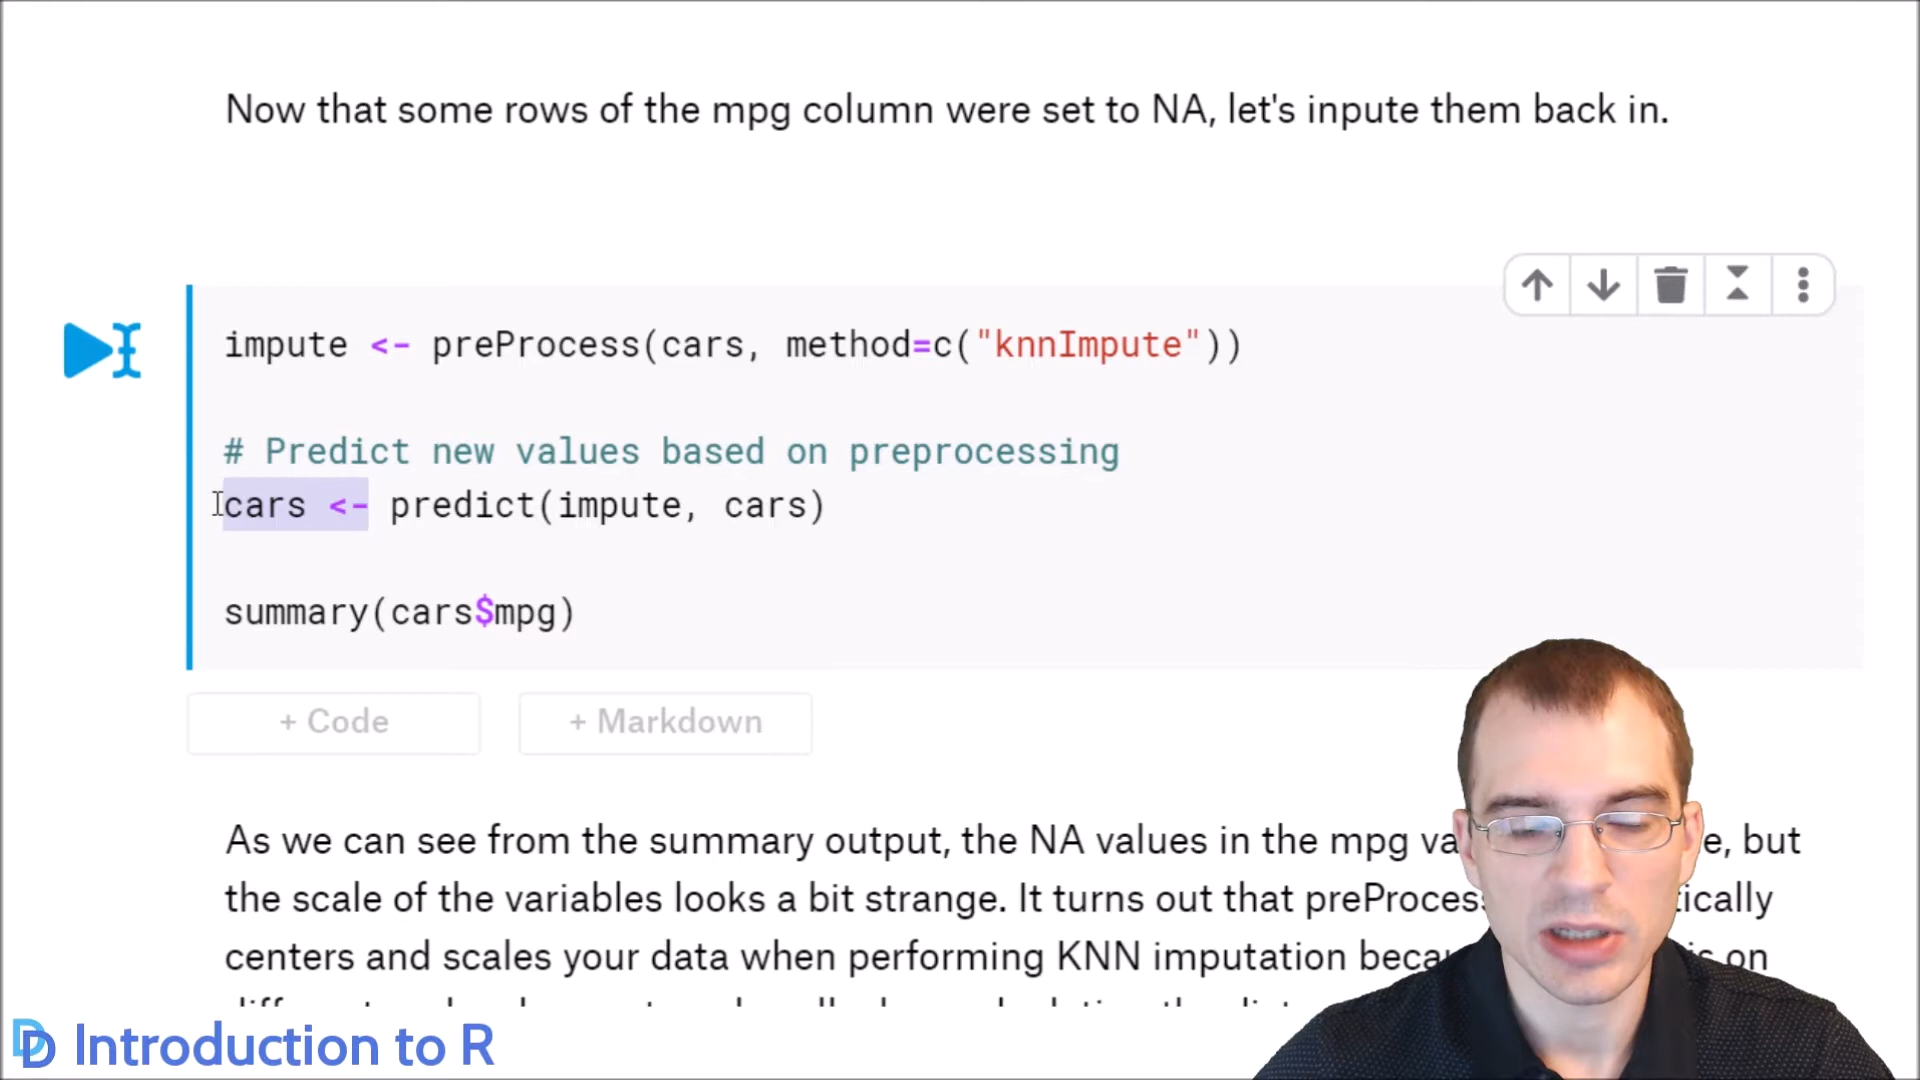 Now that some rows of the mpg column were set to NA, let's inpute them back in.
impute <- preProcess(cars, method=c("knnImpute"))
# Predict new values based on preprocessing
cars <- predict(impute, cars)
summary(cars$mpg)
+ Code
+ Markdown
As we can see from the summary output, the NA values in the mpg but
the scale of the variables looks a bit strange. It turns out that
centers and scales your data when performing KNN imputation on
Introduction to R